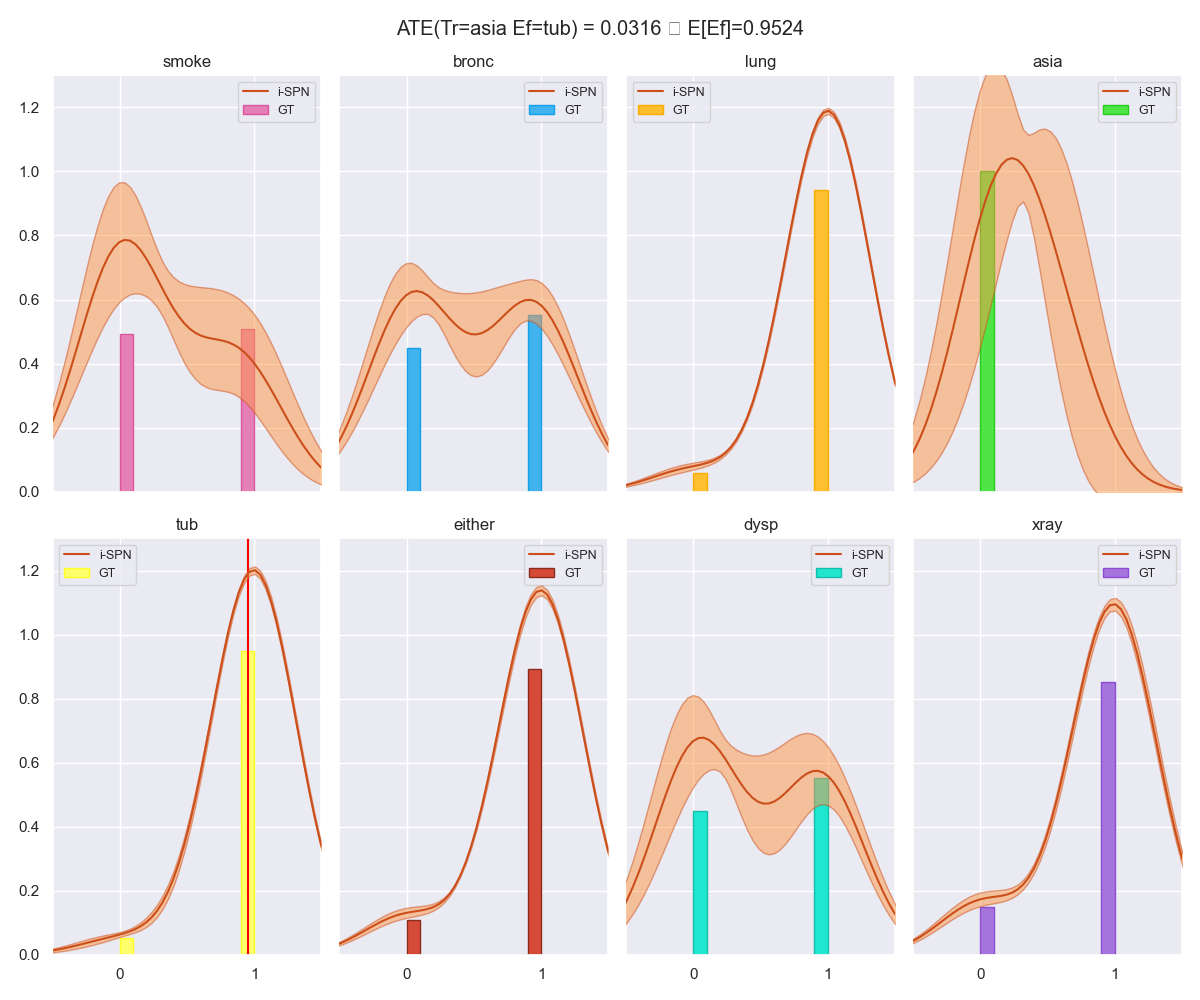 ATE(Tr=asia Ef=tub) = 0.0316 □ E[Ef]=0.9524
smoke bronc lung asia
i-SPN
GT
i-SPN
GT
i-SPN
GT
i-SPN
GT
1.2
1.0
0.8
0.6
0.4
0.2
0.0
tub either dysp xray
i-SPN
GT
i-SPN
GT
i-SPN
GT
i-SPN
GT
1.2
1.0
0.8
0.6
0.4
0.2
0.0
0 1 0 1 0 1 0 1